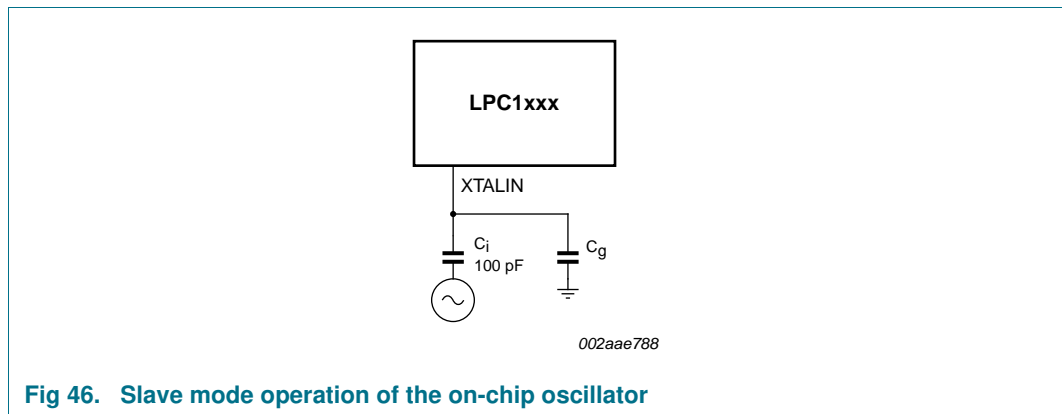 LPC1xxx
XTALIN
Ci
100 pF
Cg
002aae788
Fig 46. Slave mode operation of the on-chip oscillator